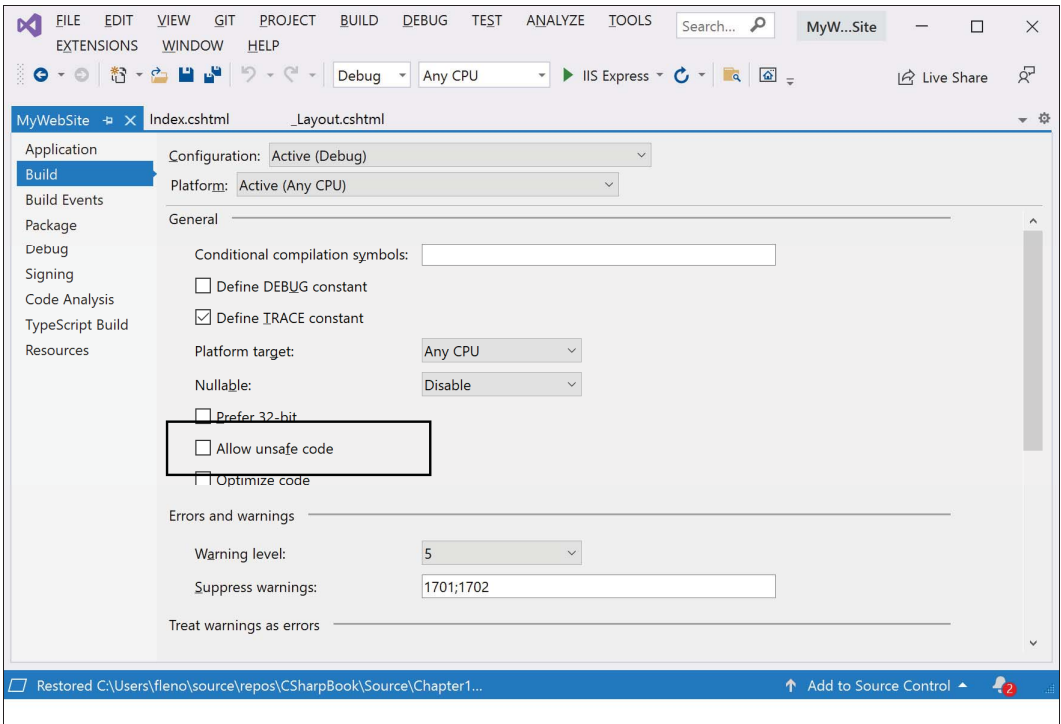 FILE EDIT VIEW GIT PROJECT BUILD DEBUG TEST ANALYZE TOOLS Search... MyW...Site
EXTENSIONS WINDOW HELP
Debug Any CPU IIS Express Live Share
MyWebSite Index.cshtml _Layout.cshtml
Application
Build
Build Events
Package
Debug
Signing
Code Analysis
TypeScript Build
Resources
Configuration: Active (Debug)
Platform: Active (Any CPU)
General
Conditional compilation symbols:
Define DEBUG constant
Define TRACE constant
Platform target: Any CPU
Nullable: Disable
Prefer 32-bit
Allow unsafe code
Optimize code
Errors and warnings
Warning level: 5
Suppress warnings: 1701;1702
Treat warnings as errors
Restored C:\Users\fleno\source\repos\CSharpBook\Source\Chapter1... Add to Source Control 2